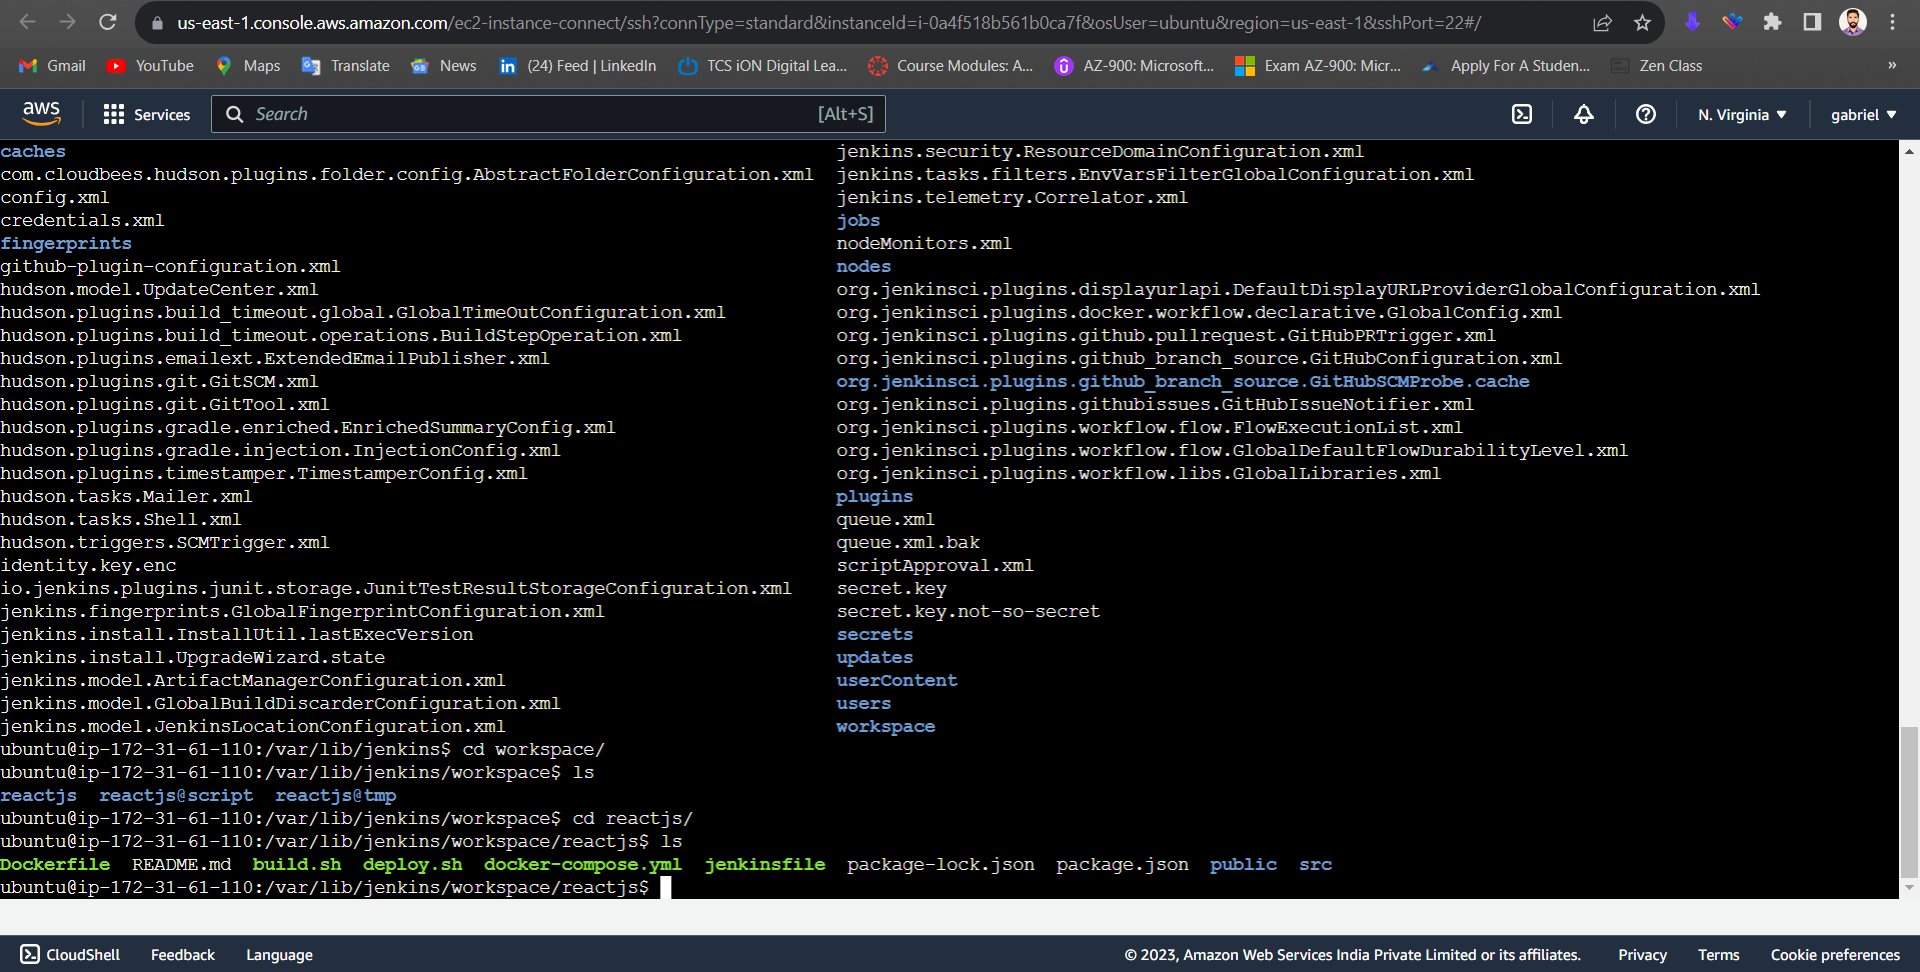 us-east-1.console.aws.amazon.com/ec2-instance-connect/ssh?connType=standard&instanceId=i-0a4f518b561b0ca7f&osUser=ubuntu&region=us-east-1&sshPort=22#/
Gmail YouTube Maps Translate News (24) Feed | LinkedIn TCS iON Digital Lea... Course Modules: A... AZ-900: Microsoft... Exam AZ-900: Micr... Apply For A Studen... Zen Class »
aws Services Search [Alt+S] N. Virginia ▼ gabriel ▼
caches jenkins.security.ResourceDomainConfiguration.xml
com.cloudbees.hudson.plugins.folder.config.AbstractFolderConfiguration.xml jenkins.tasks.filters.EnvVarsFilterGlobalConfiguration.xml
config.xml jenkins.telemetry.Correlator.xml
credentials.xml jobs
fingerprints nodeMonitors.xml
github-plugin-configuration.xml nodes
hudson.model.UpdateCenter.xml org.jenkinsci.plugins.displayurlapi.DefaultDisplayURLProviderGlobalConfiguration.xml
hudson.plugins.build_timeout.global.GlobalTimeOutConfiguration.xml org.jenkinsci.plugins.docker.workflow.declarative.GlobalConfig.xml
hudson.plugins.build_timeout.operations.BuildStepOperation.xml org.jenkinsci.plugins.github.pullrequest.GitHubPRTrigger.xml
hudson.plugins.emailext.ExtendedEmailPublisher.xml org.jenkinsci.plugins.github_branch_source.GitHubConfiguration.xml
hudson.plugins.git.GitSCM.xml org.jenkinsci.plugins.github_branch_source.GitHubSCMProbe.cache
hudson.plugins.git.GitTool.xml org.jenkinsci.plugins.githubissues.GitHubIssueNotifier.xml
hudson.plugins.gradle.enriched.EnrichedSummaryConfig.xml org.jenkinsci.plugins.workflow.flow.FlowExecutionList.xml
hudson.plugins.gradle.injection.InjectionConfig.xml org.jenkinsci.plugins.workflow.flow.GlobalDefaultFlowDurabilityLevel.xml
hudson.plugins.timestamper.TimestamperConfig.xml org.jenkinsci.plugins.workflow.libs.GlobalLibraries.xml
hudson.tasks.Mailer.xml plugins
hudson.tasks.Shell.xml queue.xml
hudson.triggers.SCMTrigger.xml queue.xml.bak
identity.key.enc scriptApproval.xml
io.jenkins.plugins.junit.storage.JunitTestResultStorageConfiguration.xml secret.key
jenkins.fingerprints.GlobalFingerprintConfiguration.xml secret.key.not-so-secret
jenkins.install.InstallUtil.lastExecVersion secrets
jenkins.install.UpgradeWizard.state updates
jenkins.model.ArtifactManagerConfiguration.xml userContent
jenkins.model.GlobalBuildDiscarderConfiguration.xml users
jenkins.model.JenkinsLocationConfiguration.xml workspace
ubuntu@ip-172-31-61-110:/var/lib/jenkins$ cd workspace/
ubuntu@ip-172-31-61-110:/var/lib/jenkins/workspace$ ls
reactjs reactjs@script reactjs@tmp
ubuntu@ip-172-31-61-110:/var/lib/jenkins/workspace$ cd reactjs/
ubuntu@ip-172-31-61-110:/var/lib/jenkins/workspace/reactjs$ ls
Dockerfile README.md build.sh deploy.sh docker-compose.yml jenkinsfile package-lock.json package.json public src
ubuntu@ip-172-31-61-110:/var/lib/jenkins/workspace/reactjs$
CloudShell Feedback Language © 2023, Amazon Web Services India Private Limited or its affiliates. Privacy Terms Cookie preferences